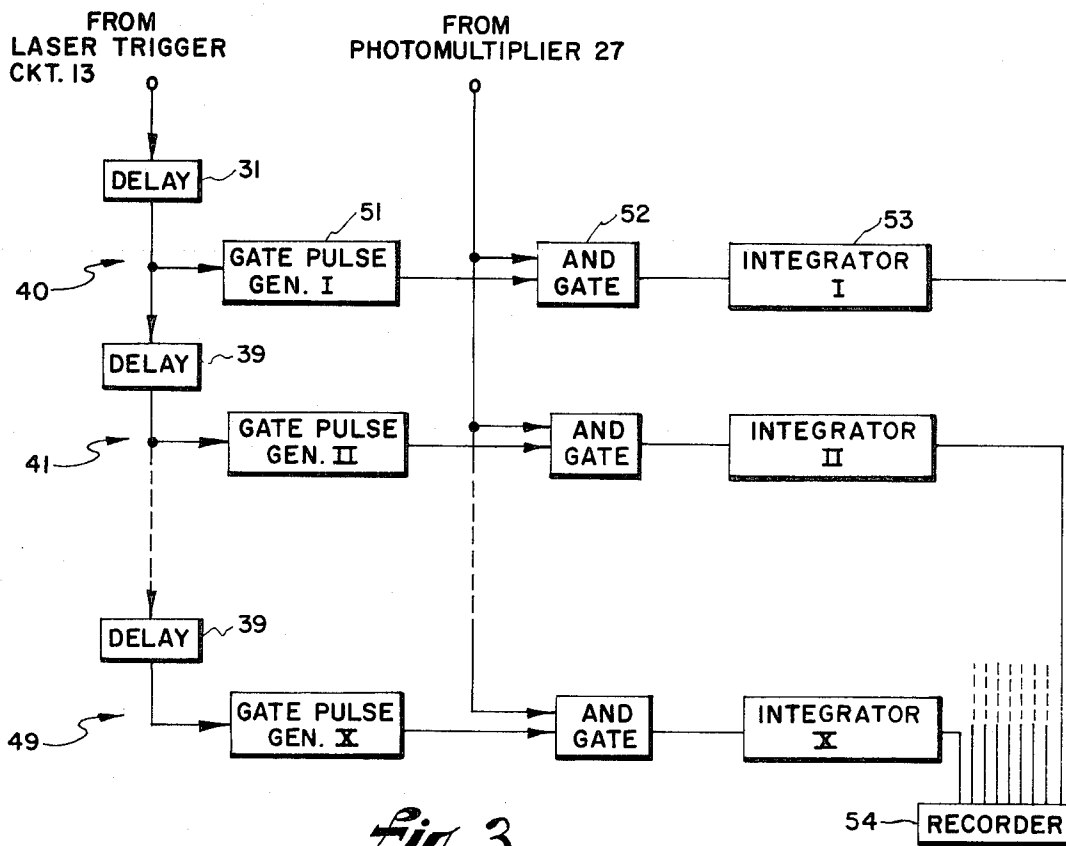 FROM
LASER TRIGGER
CKT. 13
FROM
PHOTOMULTIPLIER 27
DELAY
31
40
GATE PULSE
GEN. I
51
AND
GATE
52
INTEGRATOR
I
53
DELAY
39
41
GATE PULSE
GEN. II
AND
GATE
INTEGRATOR
II
DELAY
39
49
GATE PULSE
GEN. X
AND
GATE
INTEGRATOR
X
54
RECORDER
Fig 3